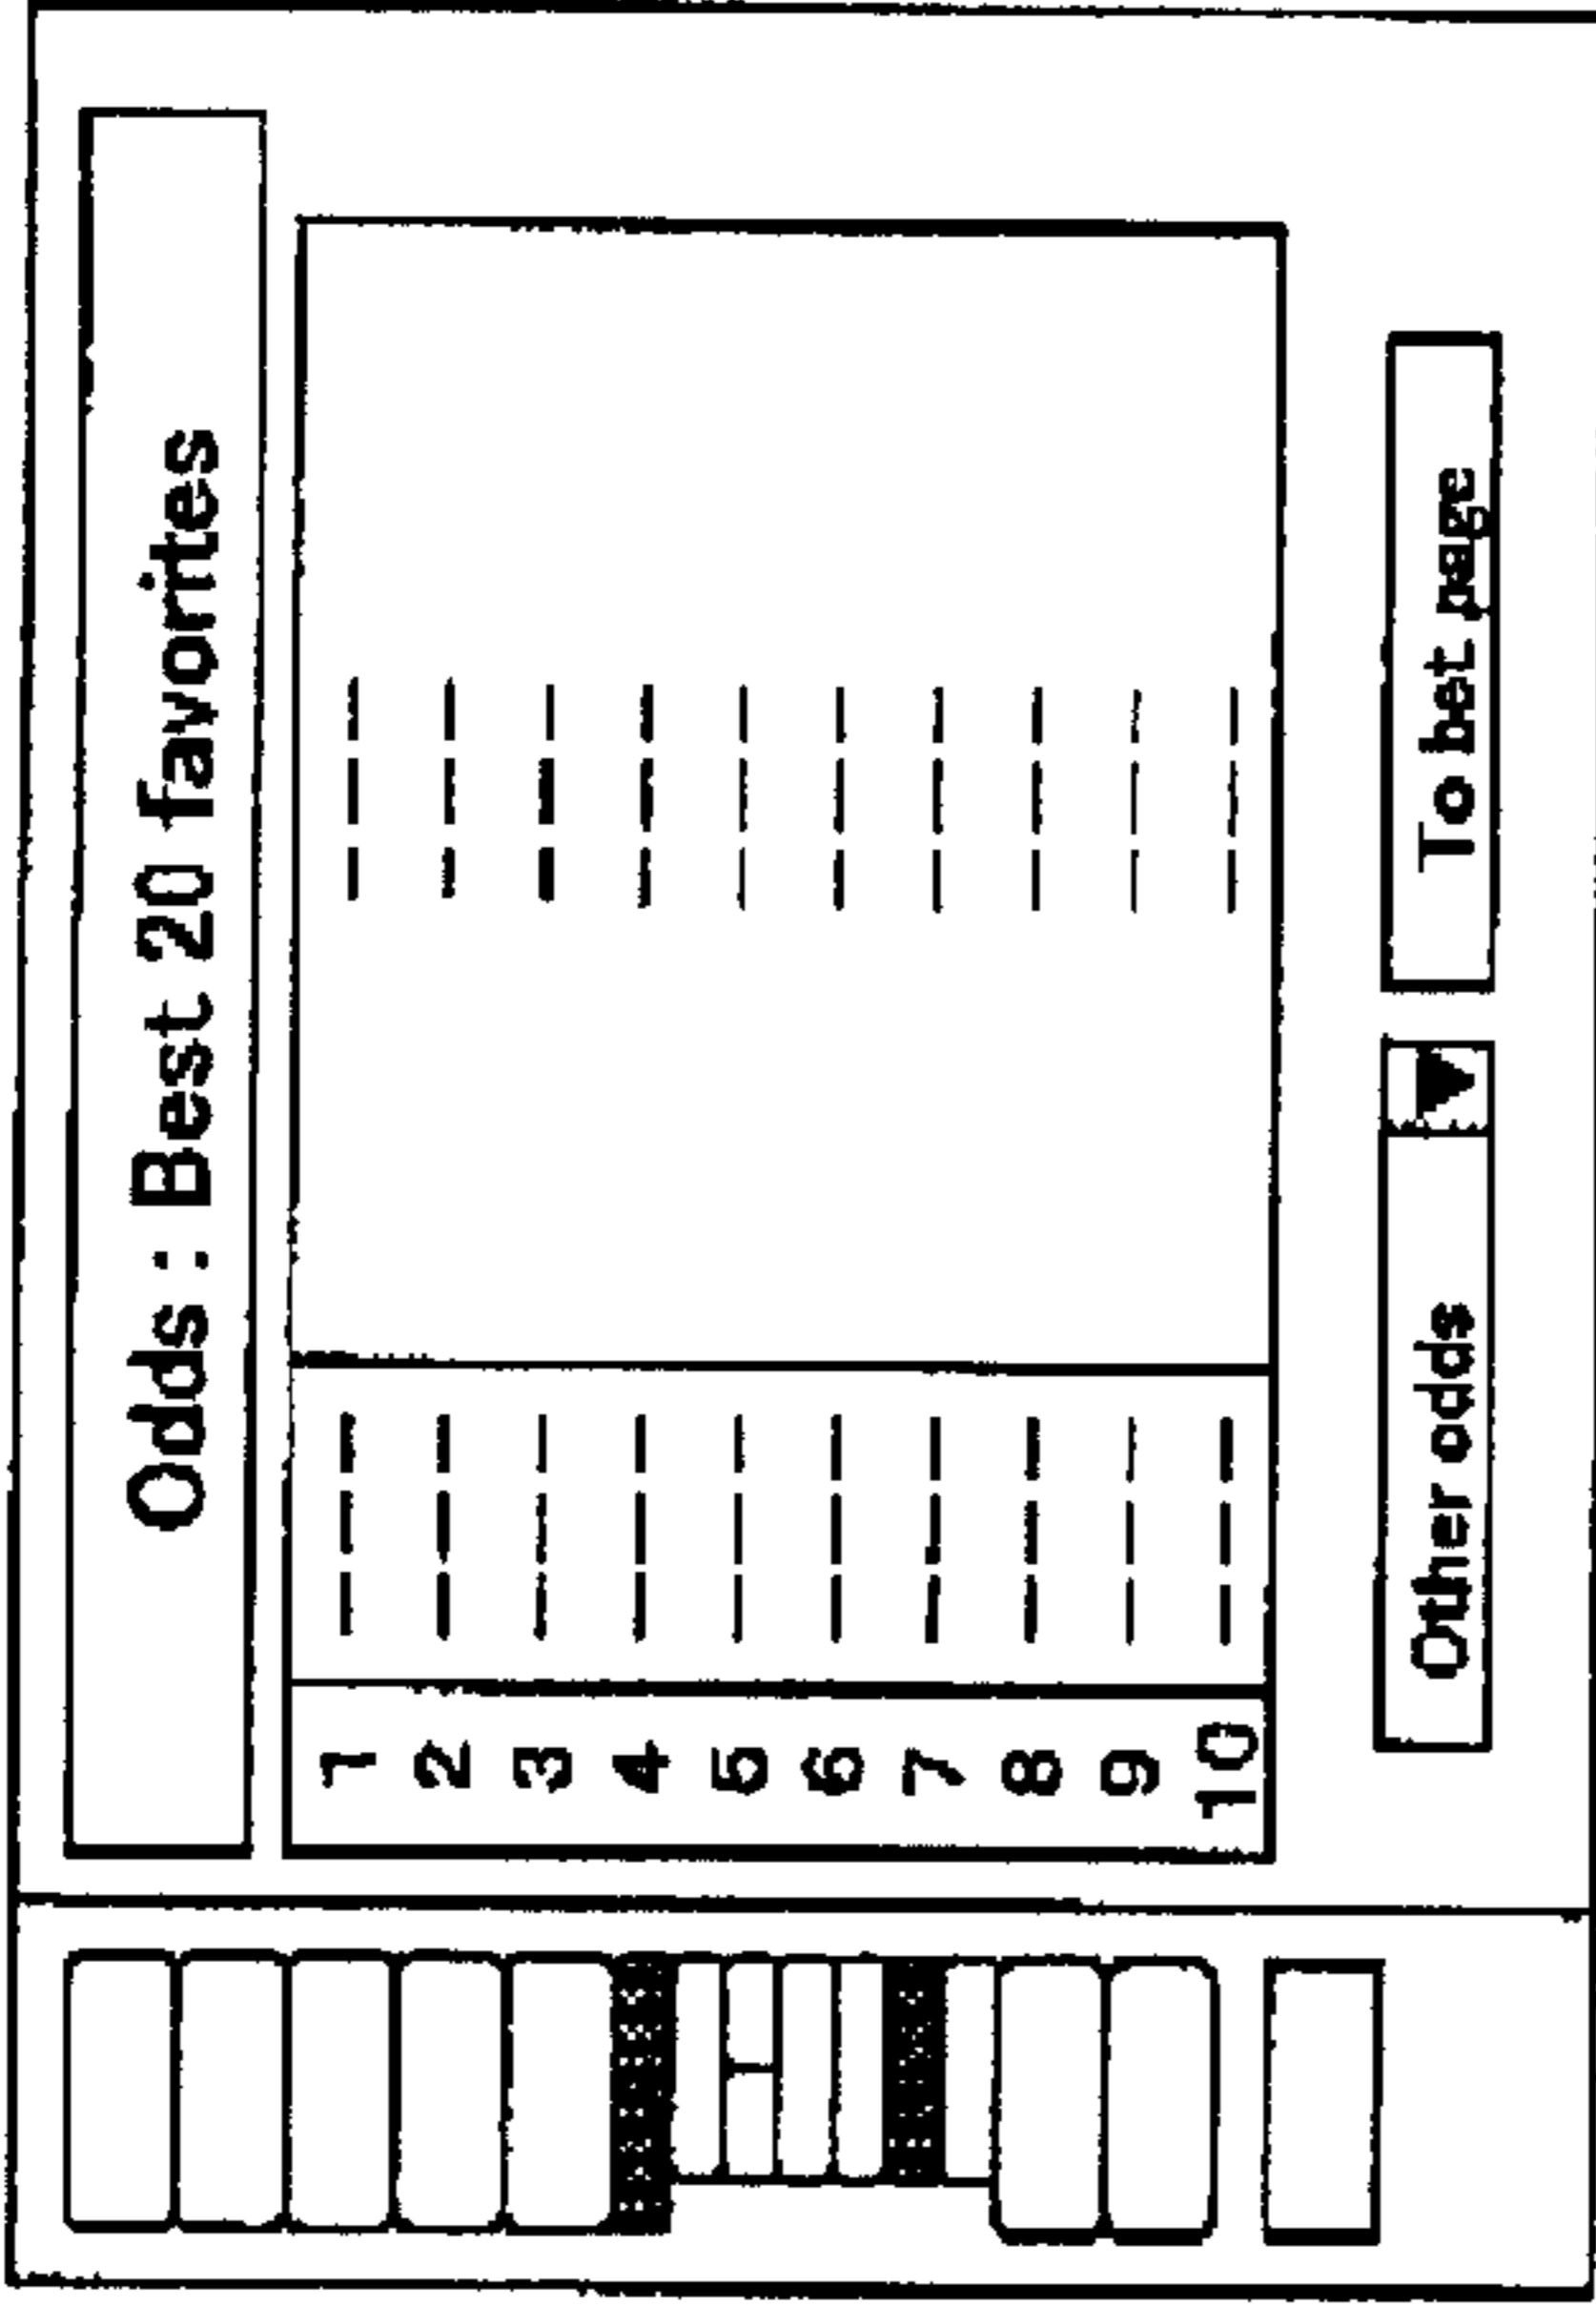 Odds : Best 20 favorites
1 --- ---
2 --- ---
3 --- ---
4 --- ---
5 --- ---
6 --- ---
7 --- ---
8 --- ---
9 --- ---
10 --- ---
Other odds ▼ To bet page